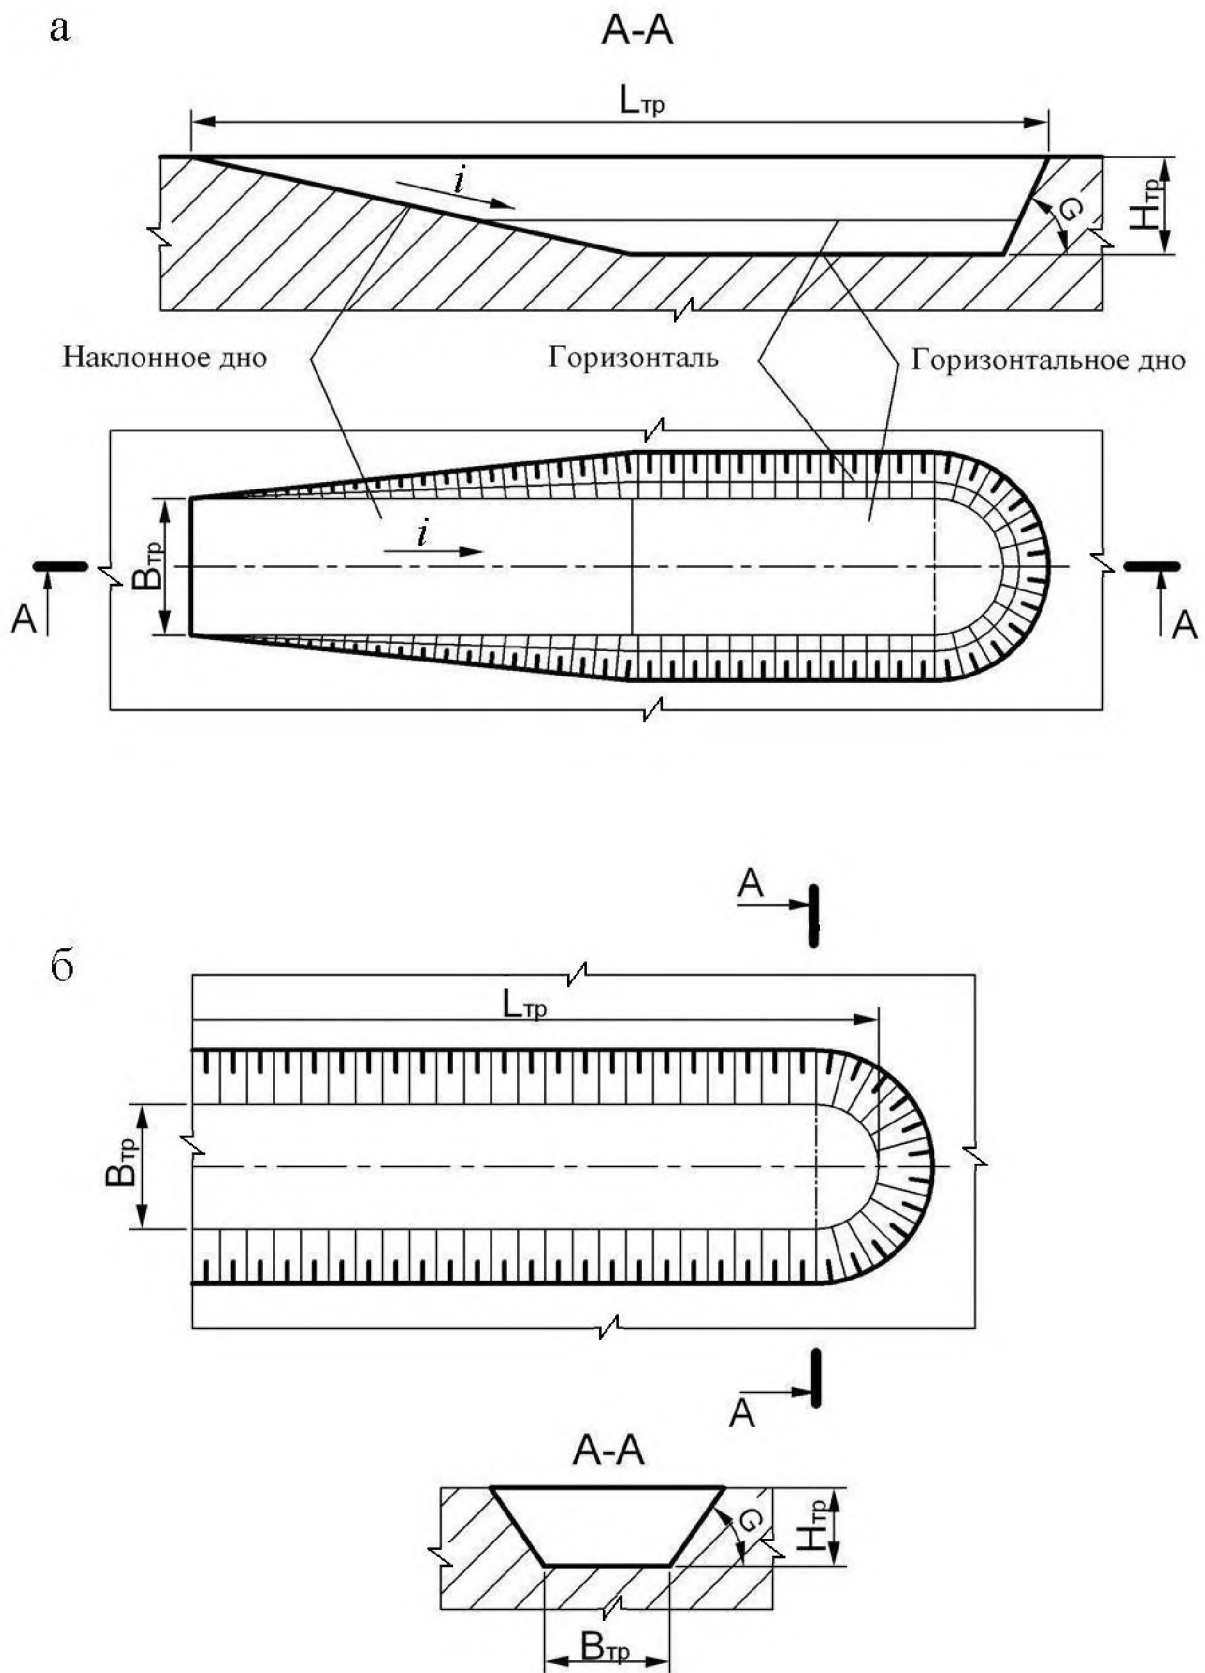 а
А-А
Lтр
i
G
Hтр
Наклонное дно
Горизонталь
Горизонтальное дно
i
Bтр
А
А
А
б
Lтр
Bтр
А
А-А
G
Hтр
Bтр